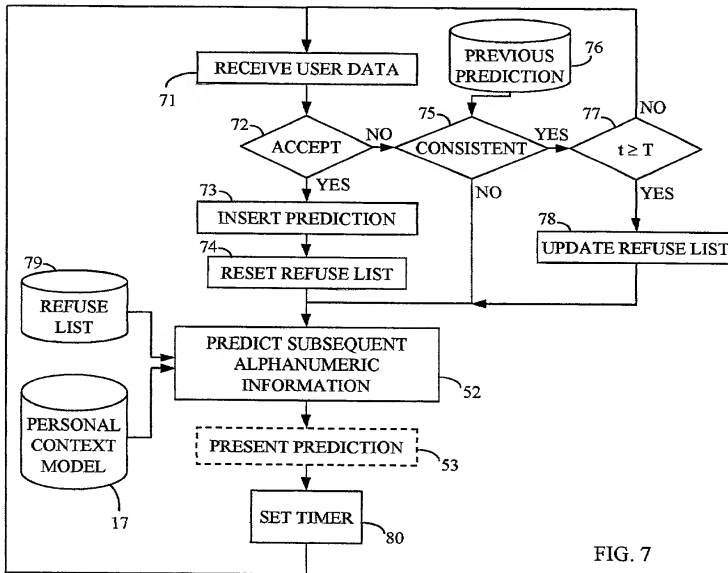 PREVIOUS
PREDICTION
76
RECEIVE USER DATA
71
72
ACCEPT
NO
75
CONSISTENT
YES
77
t ≥ T
NO
YES
NO
YES
73
INSERT PREDICTION
74
RESET REFUSE LIST
78
UPDATE REFUSE LIST
79
REFUSE
LIST
PREDICT SUBSEQUENT
ALPHANUMERIC
INFORMATION
52
PERSONAL
CONTEXT
MODEL
17
PRESENT PREDICTION
53
SET TIMER
80
FIG. 7